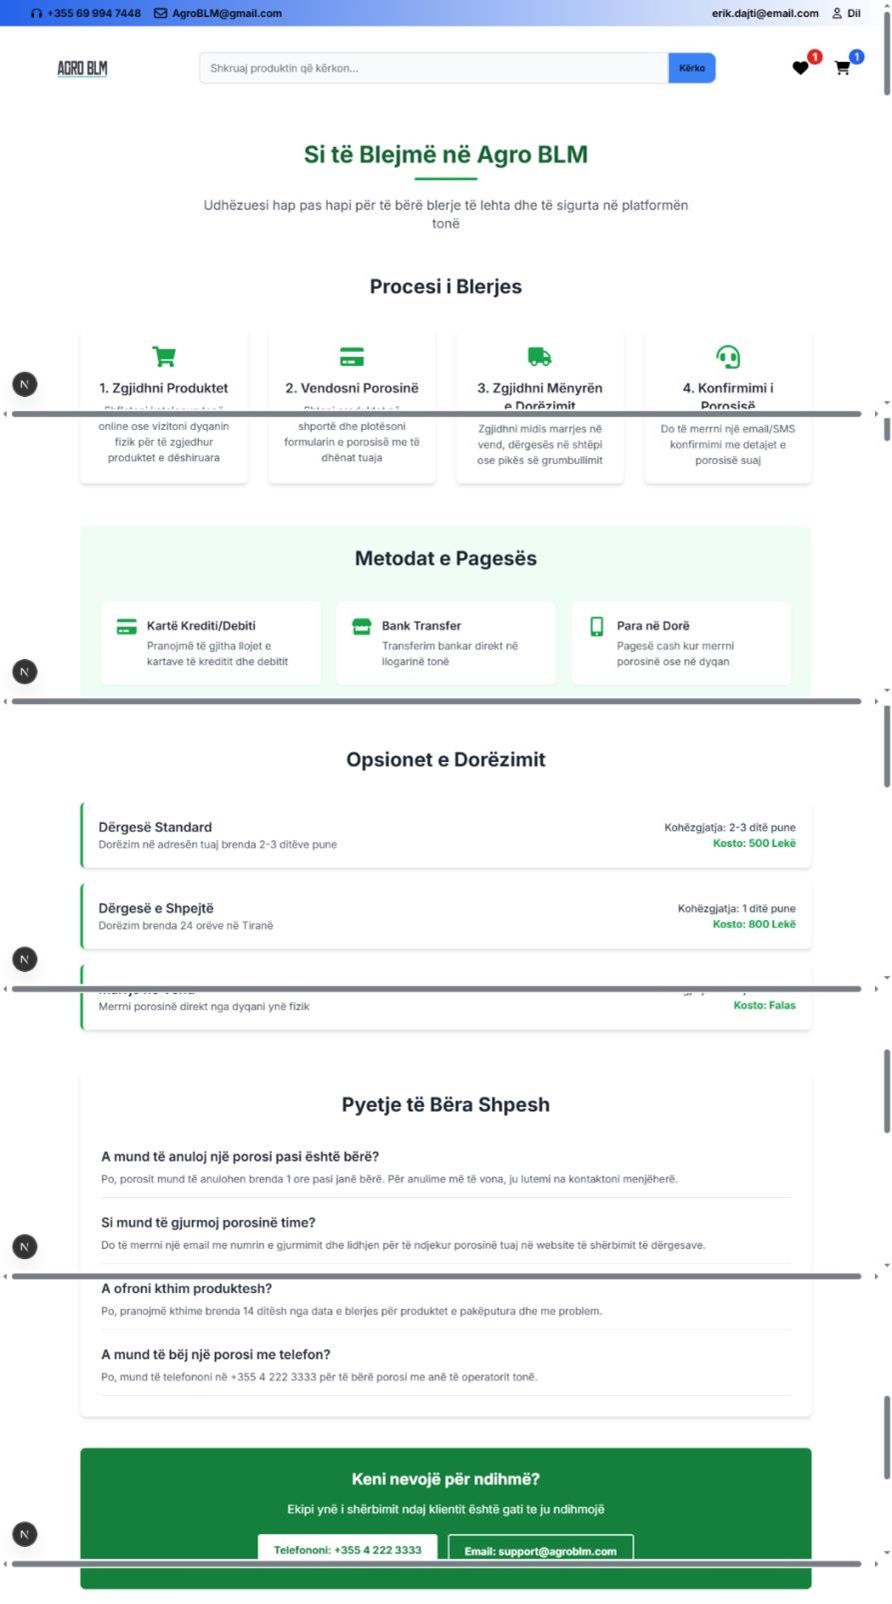 +355 69 994 7448
AgroBLM@gmail.com
erik.dajti@email.com
Dil
AGRO BLM
Shkruaj produktin që kërkon...
Kërko
1
1
Si të Blejmë në Agro BLM
Udhëzuesi hap pas hapi për të bërë blerje të lehta dhe të sigurta në platformën
tonë
Procesi i Blerjes
1. Zgjidhni Produktet
online ose vizitoni dyqanin
fizik për të zgjedhur
produktet e dëshiruara
2. Vendosni Porosinë
shportë dhe plotësoni
formularin e porosisë me të
dhënat tuaja
3. Zgjidhni Mënyrën
e Dorëzimit
Zgjidhni midis marrjes në
vend, dërgesës në shtëpi
ose pikës së grumbullimit
4. Konfirmimi i
Porosisë
Do të merrni një email/SMS
konfirmimi me detajet e
porosisë suaj
N
Metodat e Pagesës
Kartë Krediti/Debiti
Pranojmë të gjitha llojet e
kartave të kreditit dhe debitit
Bank Transfer
Transferim bankar direkt në
llogarinë tonë
Para në Dorë
Pagesë cash kur merrni
porosinë ose në dyqan
N
Opsionet e Dorëzimit
Dërgesë Standard
Dorëzim në adresën tuaj brenda 2-3 ditëve pune
Kohëzgjatja: 2-3 ditë pune
Kosto: 500 Lekë
Dërgesë e Shpejtë
Dorëzim brenda 24 orëve në Tiranë
Kohëzgjatja: 1 ditë pune
Kosto: 800 Lekë
N
Merrni porosinë direkt nga dyqani ynë fizik
Kosto: Falas
Pyetje të Bëra Shpesh
A mund të anuloj një porosi pasi është bërë?
Po, porosit mund të anulohen brenda 1 ore pasi janë bërë. Për anulime më të vona, ju lutemi na kontaktoni menjëherë.
Si mund të gjurmoj porosinë time?
Do të merrni një email me numrin e gjurmimit dhe lidhjen për të ndjekur porosinë tuaj në website të shërbimit të dërgesave.
N
A ofroni kthim produktesh?
Po, pranojmë kthime brenda 14 ditësh nga data e blerjes për produktet e pakëputura dhe me problem.
A mund të bëj një porosi me telefon?
Po, mund të telefononi në +355 4 222 3333 për të bërë porosi me anë të operatorit tonë.
Keni nevojë për ndihmë?
Ekipi ynë i shërbimit ndaj klientit është gati te ju ndihmojë
N
Telefononi: +355 4 222 3333
Email: support@agroblm.com